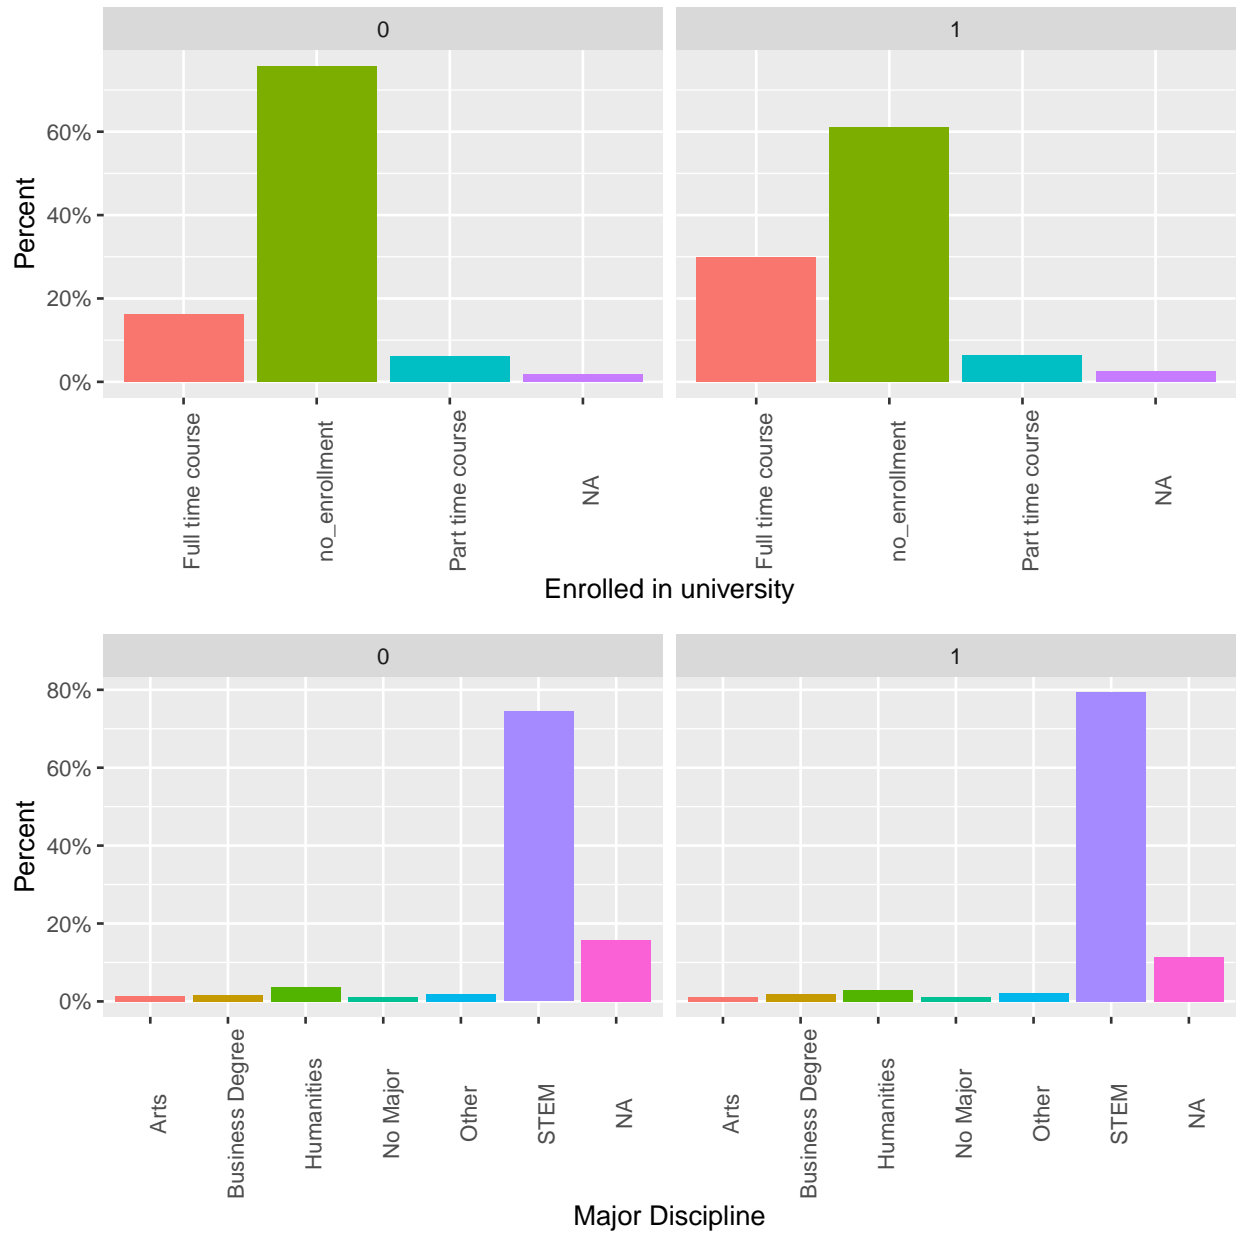 0 1
Percent
60%
40%
20%
0%
Full time course no_enrollment Part time course NA Full time course no_enrollment Part time course NA
Enrolled in university
0 1
Percent
80%
60%
40%
20%
0%
Arts Business Degree Humanities No Major Other STEM NA Arts Business Degree Humanities No Major Other STEM NA
Major Discipline